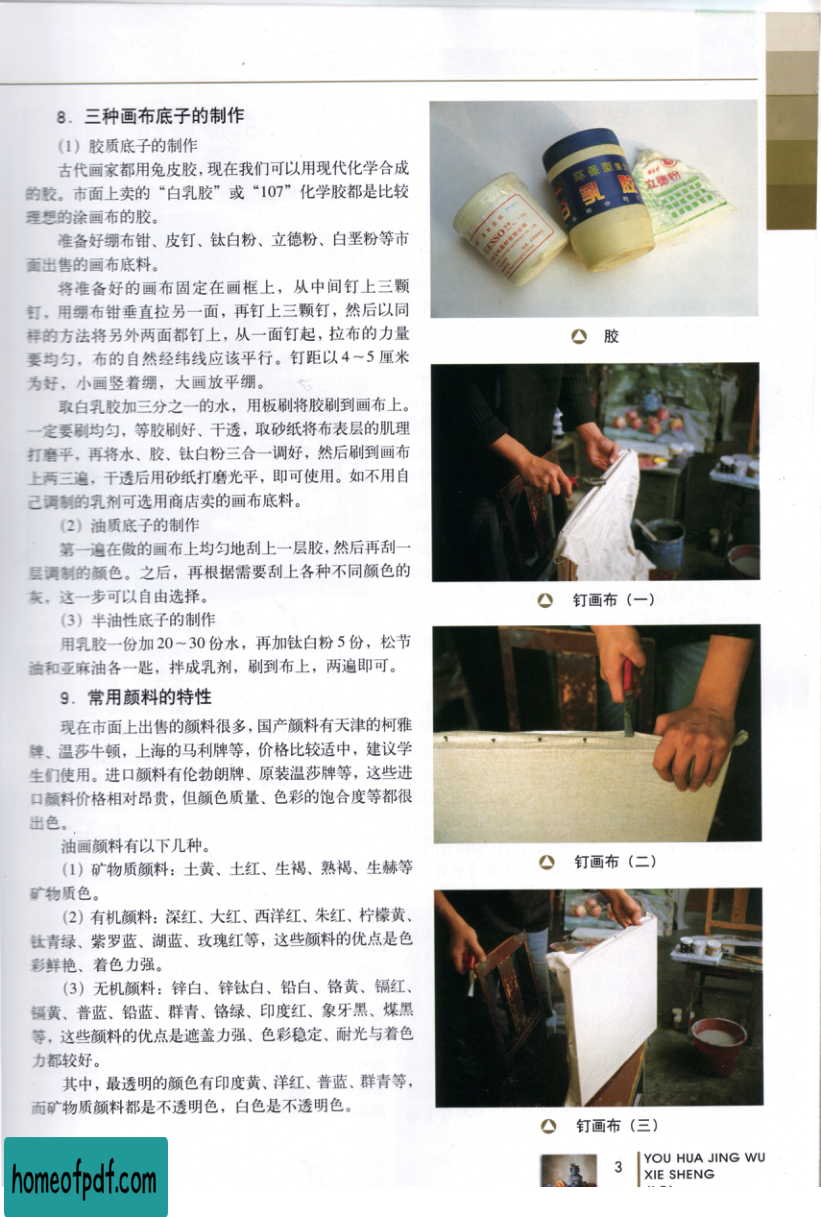 8．三种画布底子的制作
（1）胶质底子的制作
古代画家都用兔皮胶，现在我们可以用现代化学合成
的胶。市面上卖的“白乳胶”或“107”化学胶都是比较
理想的涂画布的胶。
准备好绷布钳、皮钉、钛白粉、立德粉、白垩粉等市
面出售的画布底料。
将准备好的画布固定在画框上，从中间钉上三颗
钉，用绷布钳垂直拉另一面，再钉上三颗钉，然后以同
样的方法将另外两面都钉上，从一面钉起，拉布的力量
要均匀，布的自然经纬线应该平行。钉距以4～5厘米
为好，小画竖着绷，大画放平绷。
取白乳胶加三分之一的水，用板刷将胶刷到画布上。
一定要刷均匀，等胶刷好、干透，取砂纸将布表层的肌理
打磨平，再将水、胶、钛白粉三合一调好，然后刷到画布
上两三遍，干透后用砂纸打磨光平，即可使用。如不用自
己调制的乳剂可选用商店卖的画布底料。
（2）油质底子的制作
第一遍在做的画布上均匀地刮上一层胶，然后再刮一
层调制的颜色。之后，再根据需要刮上各种不同颜色的
灰，这一步可以自由选择。
（3）半油性底子的制作
用乳胶一份加20～30份水，再加钛白粉5份，松节
油和亚麻油各一匙，拌成乳剂，刷到布上，两遍即可。
9．常用颜料的特性
现在市面上出售的颜料很多，国产颜料有天津的柯雅
牌、温莎牛顿，上海的马利牌等，价格比较适中，建议学
生们使用。进口颜料有伦勃朗牌、原装温莎牌等，这些进
口颜料价格相对昂贵，但颜色质量、色彩的饱合度等都很
出色。
油画颜料有以下几种。
（1）矿物质颜料：土黄、土红、生褐、熟褐、生赫等
矿物质色。
（2）有机颜料：深红、大红、西洋红、朱红、柠檬黄、
钛青绿、紫罗蓝、湖蓝、玫瑰红等，这些颜料的优点是色
彩鲜艳、着色力强。
（3）无机颜料：锌白、锌钛白、铅白、铬黄、镉红、
镉黄、普蓝、铅蓝、群青、铬绿、印度红、象牙黑、煤黑
等，这些颜料的优点是遮盖力强、色彩稳定、耐光与着色
力都较好。
其中，最透明的颜色有印度黄、洋红、普蓝、群青等，
而矿物质颜料都是不透明色，白色是不透明色。
GESSO
环保型
白乳胶
立德粉
胶
钉画布（一）
钉画布（二）
钉画布（三）
3
YOU HUA JING WU
XIE SHENG
homeofpdf.com